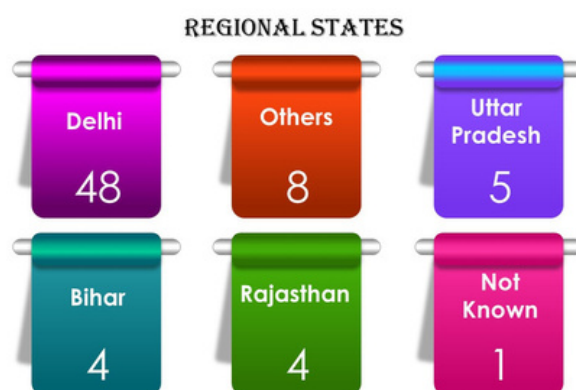 REGIONAL STATES
Delhi
48
Others
8
Uttar
Pradesh
5
Bihar
4
Rajasthan
4
Not
Known
1